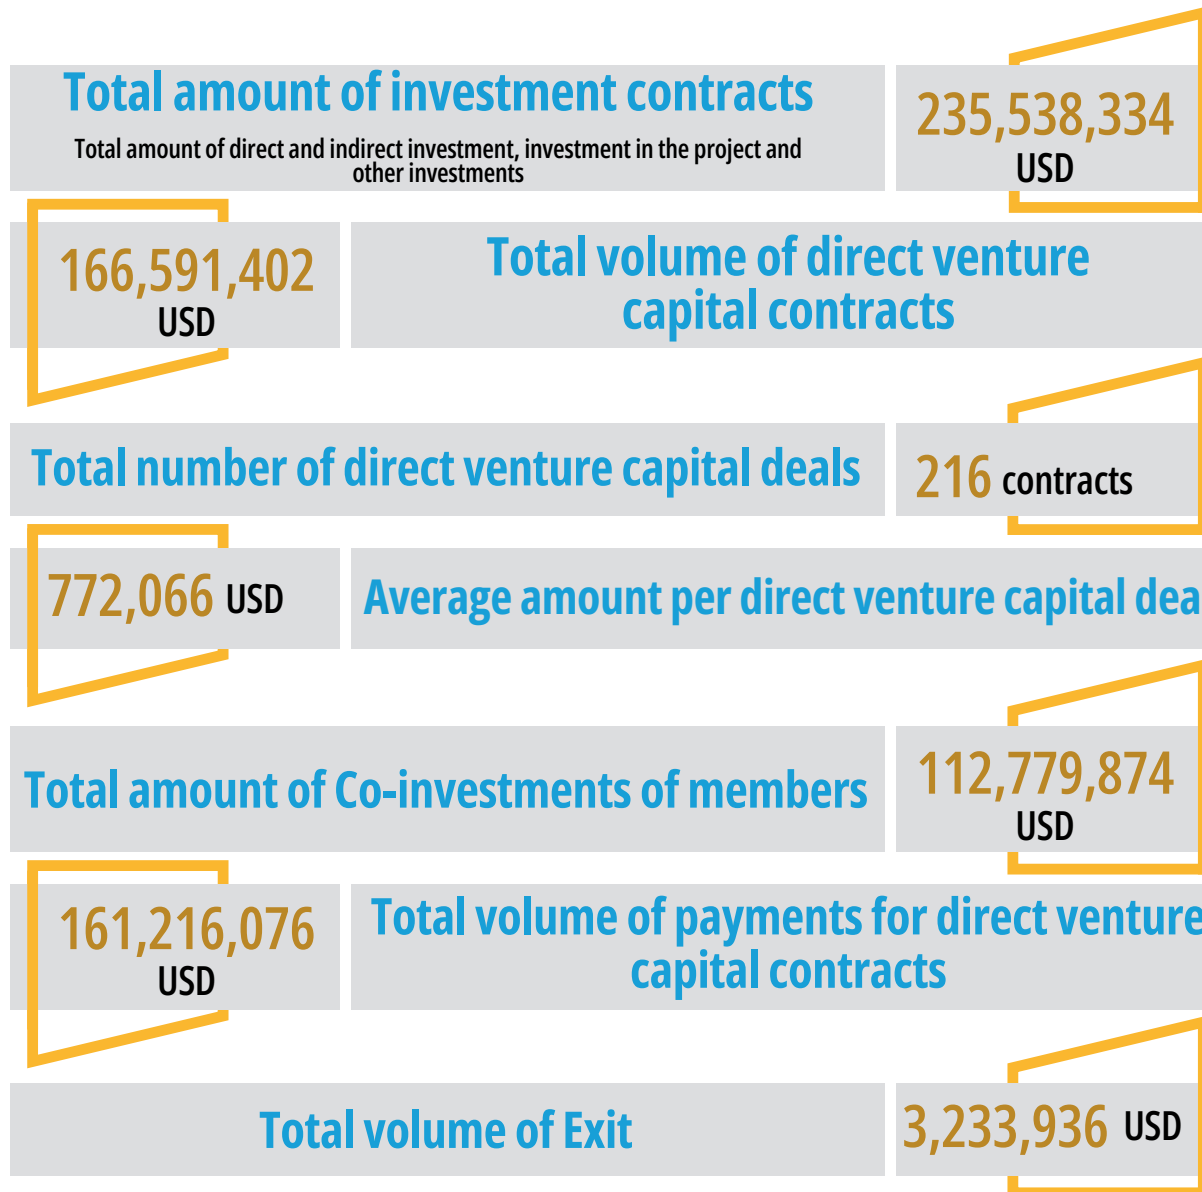 Total amount of investment contracts
Total amount of direct and indirect investment, investment in the project and
other investments
235,538,334
USD
166,591,402
USD
Total volume of direct venture
capital contracts
Total number of direct venture capital deals
216 contracts
772,066 USD
Average amount per direct venture capital dea
Total amount of Co-investments of members
112,779,874
USD
161,216,076
USD
Total volume of payments for direct venture
capital contracts
Total volume of Exit
3,233,936 USD